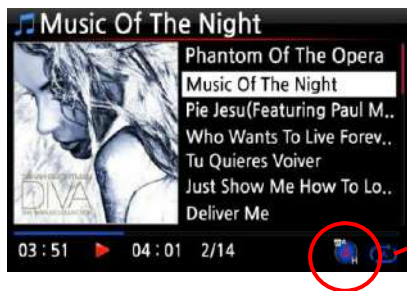 Music Of The Night
Phantom Of The Opera
Music Of The Night
Pie Jesu(Featuring Paul M..
Who Wants To Live Forev..
Tu Quieres Voiver
Just Show Me How To Lo..
Deliver Me
DIVA
03:51 04:01 2/14
H